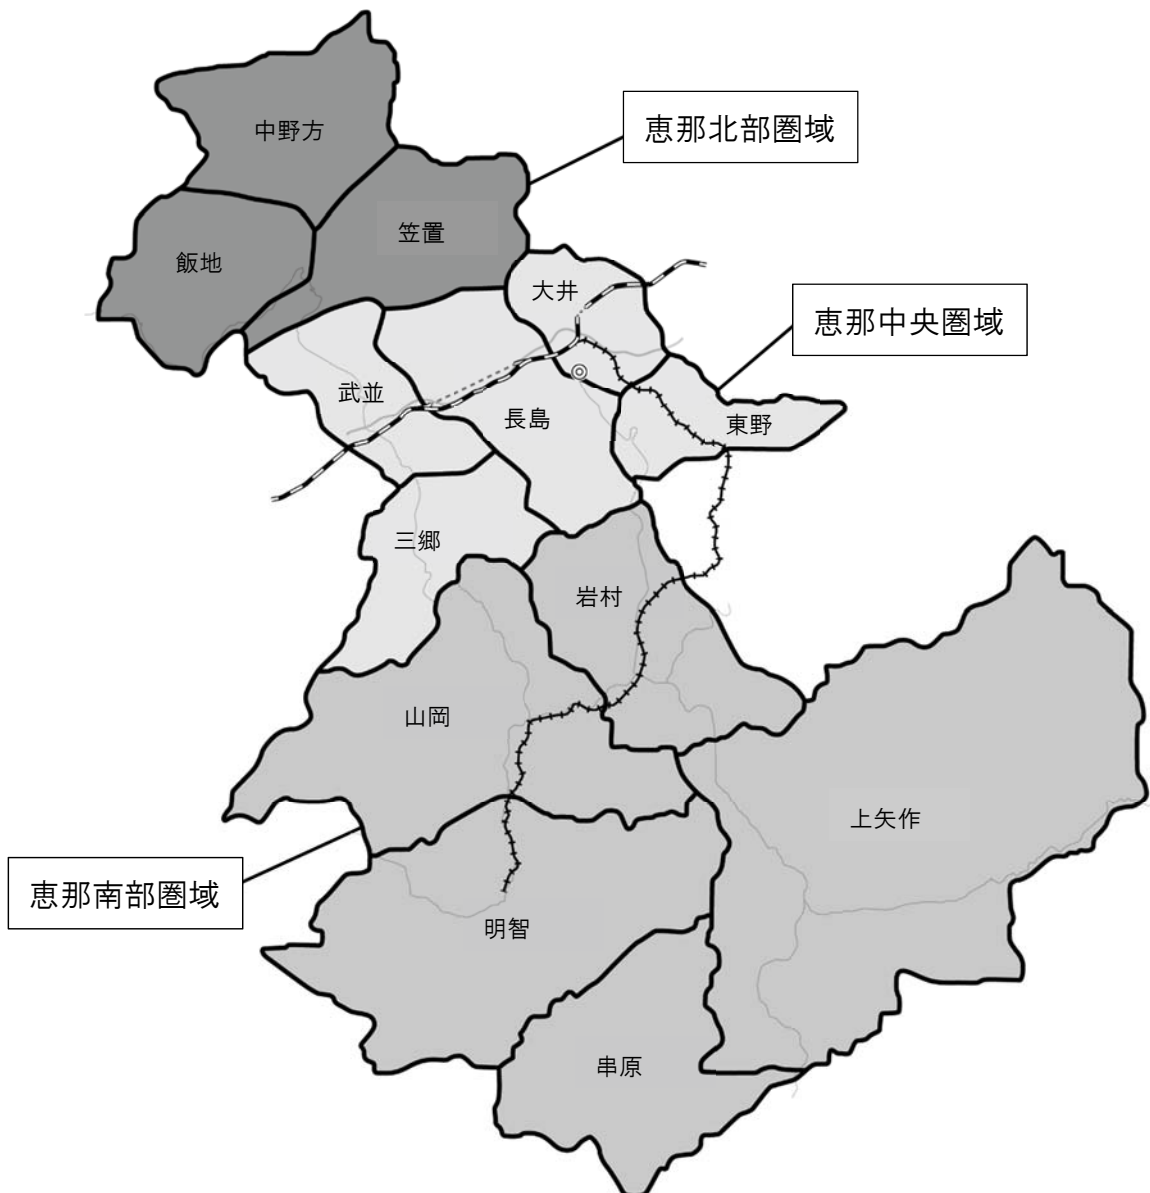 中野方
恵那北部圏域
笠置
飯地
大井
恵那中央圏域
武並
長島
東野
三郷
岩村
山岡
上矢作
恵那南部圏域
明智
串原